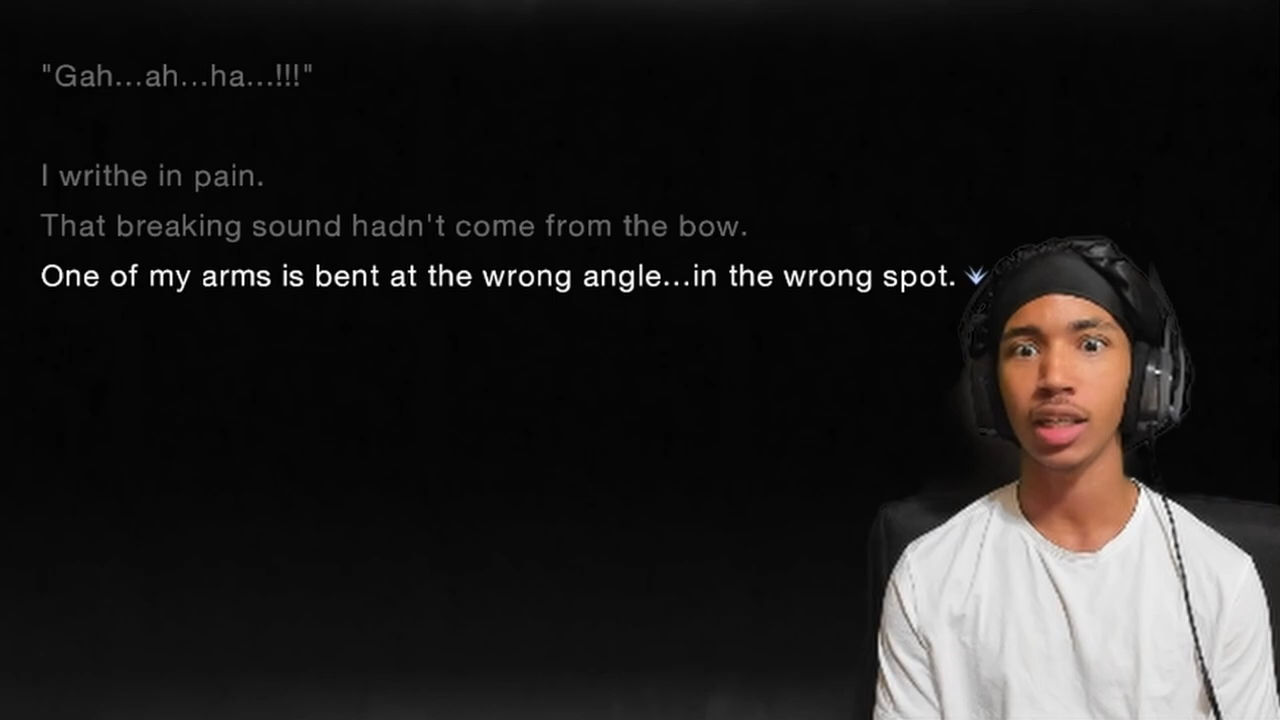 "Gah...ah...ha...!!!"
I writhe in pain.
That breaking sound hadn't come from the bow.
One of my arms is bent at the wrong angle...in the wrong spot.